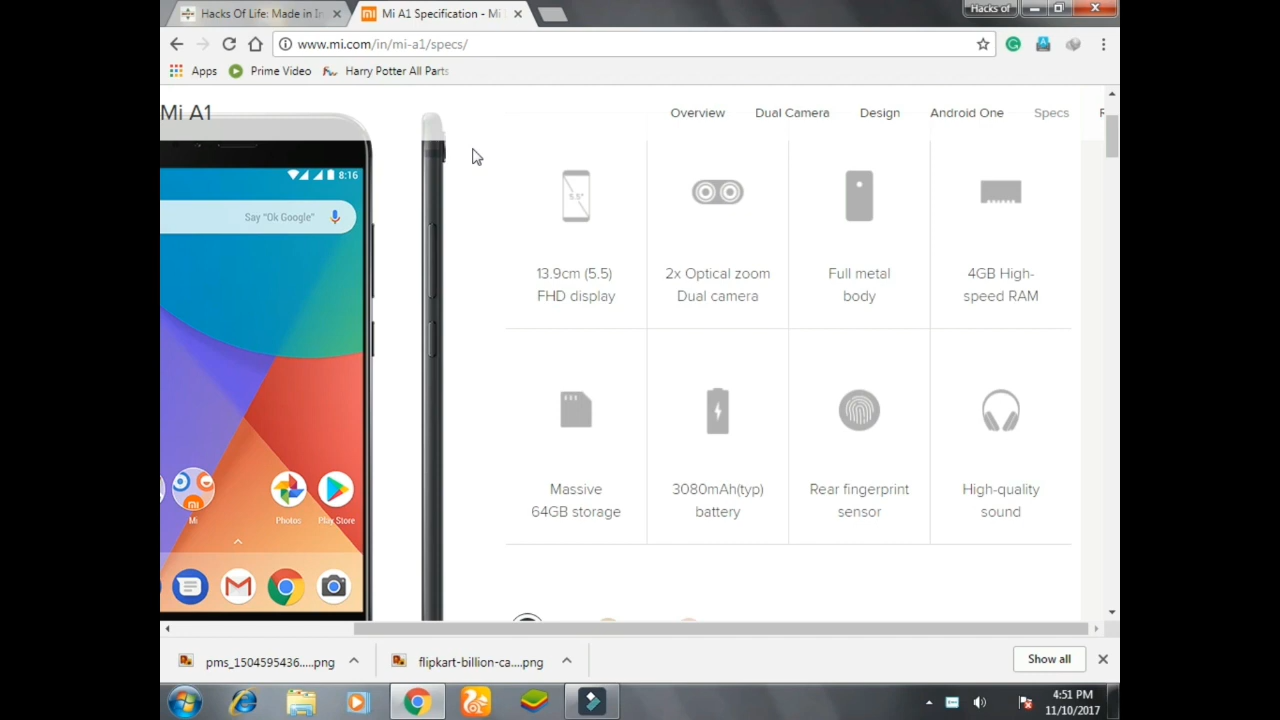 Hacks Of Life: Made in In
Mi A1 Specification - Mi
Hacks of
www.mi.com/in/mi-a1/specs/
Apps
Prime Video
Harry Potter All Parts
Mi A1
Overview
Dual Camera
Design
Android One
Specs
8:16
Say "Ok Google"
5.5"
13.9cm (5.5)
FHD display
2x Optical zoom
Dual camera
Full metal
body
4GB High-
speed RAM
Massive
64GB storage
3080mAh(typ)
battery
Rear fingerprint
sensor
High-quality
sound
mi
Mi
Photos
Play Store
pms_1504595436.....png
flipkart-billion-ca....png
Show all
4:51 PM
11/10/2017